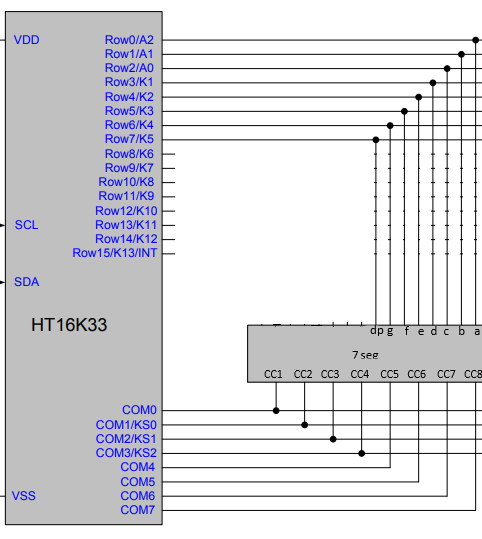 VDD
Row0/A2
Row1/A1
Row2/A0
Row3/K1
Row4/K2
Row5/K3
Row6/K4
Row7/K5
Row8/K6
Row9/K7
Row10/K8
Row11/K9
Row12/K10
SCL
Row13/K11
Row14/K12
Row15/K13/INT
SDA
HT16K33
dp g f e d c b a
7 seg
CC1 CC2 CC3 CC4 CC5 CC6 CC7 CC8
COM0
COM1/KS0
COM2/KS1
COM3/KS2
COM4
COM5
VSS
COM6
COM7